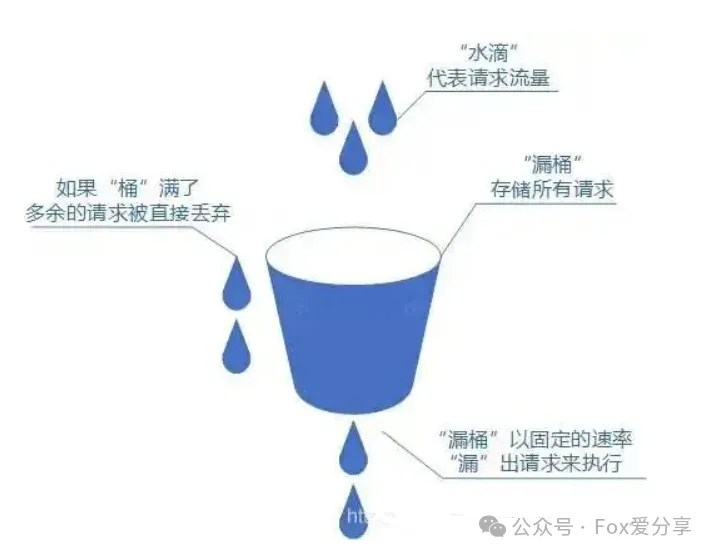 “水滴”
代表请求流量
“漏桶”
存储所有请求
如果“桶”满了
多余的请求被直接丢弃
“漏桶”以固定的速率
“漏”出请求来执行
公众号 · Fox爱分享